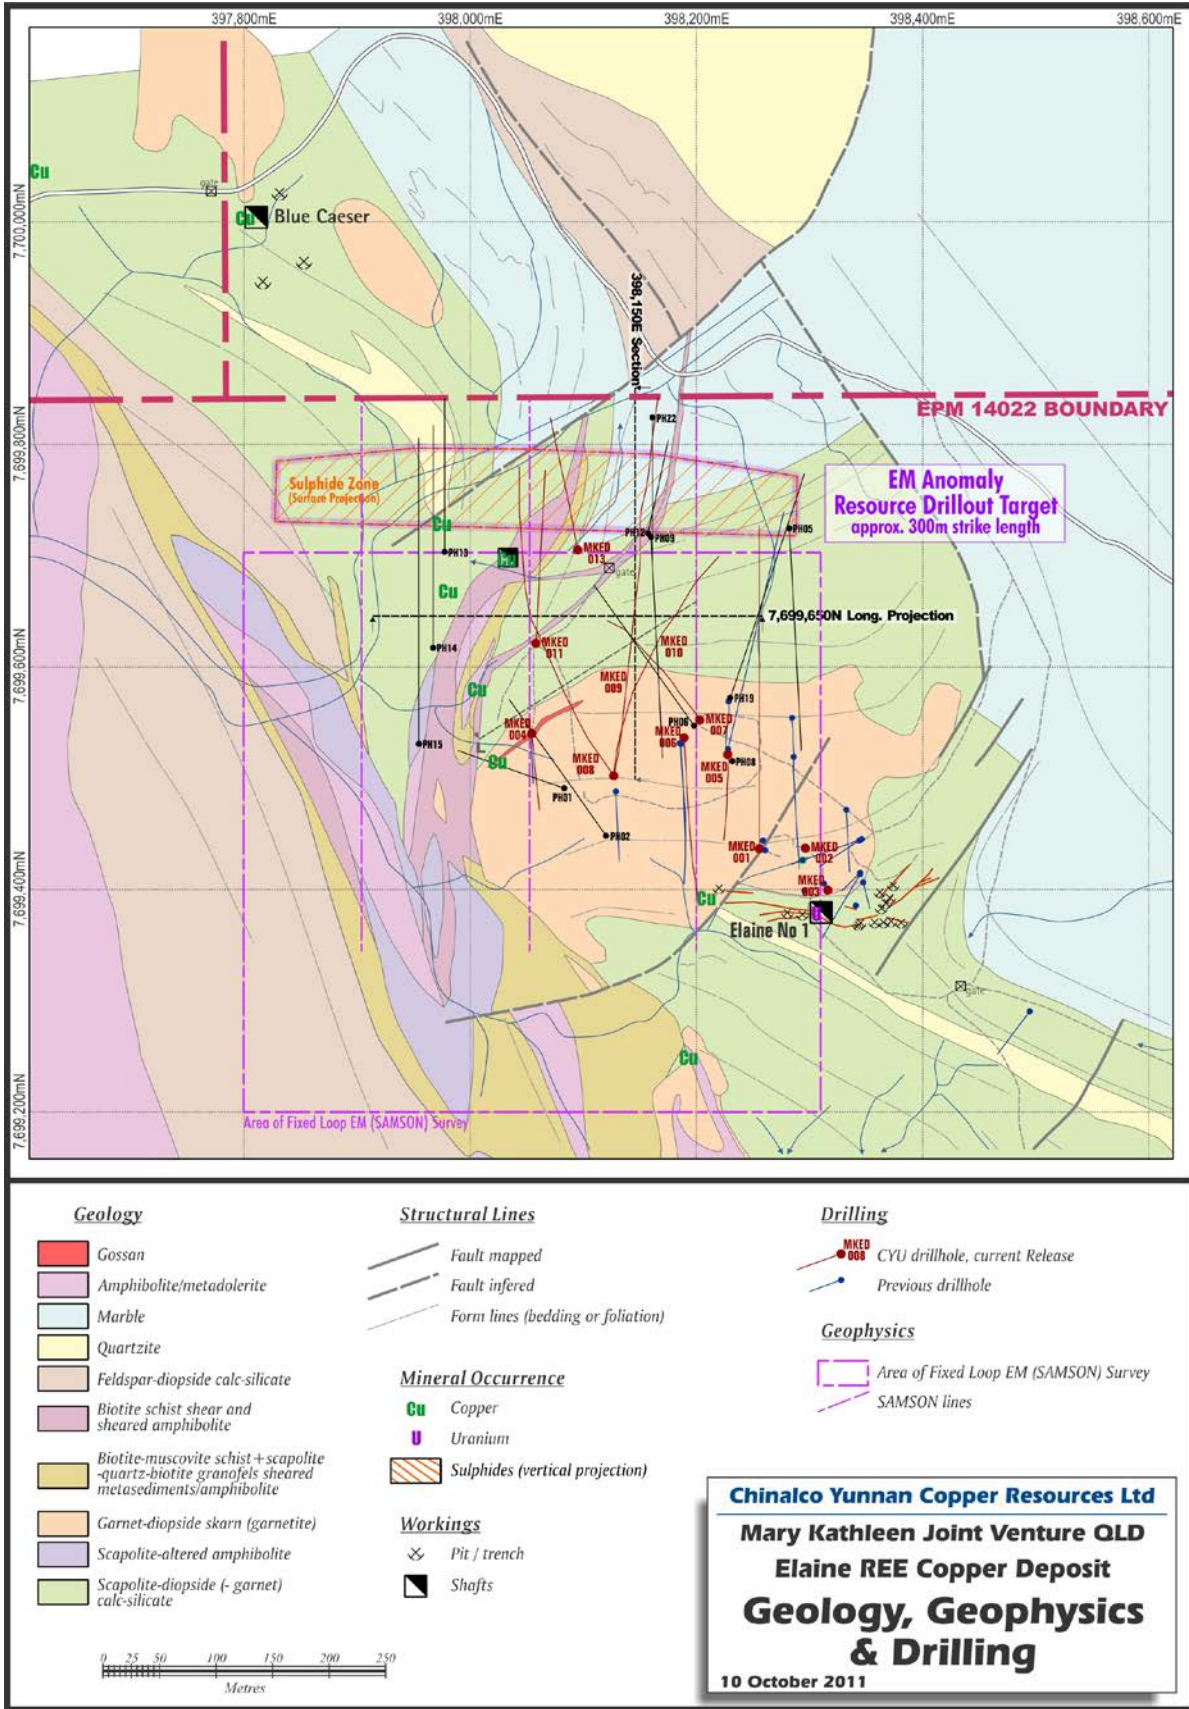 397,800mE
398,000mE
398,200mE
398,400mE
398,600mE
Cu
gate
Cu
Blue Caeser
7,700,000mN
398,150E Section
EPM 14022 BOUNDARY
PH22
7,699,800mN
Sulphide Zone
(Surface Projection)
EM Anomaly
Resource Drillout Target
approx. 300m strike length
Cu
PH05
PH12
PH09
PH13
Cu
MKED
013
gate
Cu
7,699,650N Long. Projection
PH14
MKED
011
MKED
010
7,699,600mN
MKED
009
Cu
PH19
MKED
004
PH06
MKED
007
MKED
006
PH15
Cu
MKED
008
MKED
005
PH08
PH01
PH02
MKED
001
MKED
002
7,699,400mN
MKED
003
Cu
U
Elaine No 1
gate
Cu
7,699,200mN
Area of Fixed Loop EM (SAMSON) Survey
Geology
Gossan
Amphibolite/metadolerite
Marble
Quartzite
Feldspar-diopside calc-silicate
Biotite schist shear and
sheared amphibolite
Biotite-muscovite schist+scapolite
-quartz-biotite granofels sheared
metasediments/amphibolite
Garnet-diopside skarn (garnetite)
Scapolite-altered amphibolite
Scapolite-diopside (- garnet)
calc-silicate
0 25 50 100 150 200 250
Metres
Structural Lines
Fault mapped
Fault infered
Form lines (bedding or foliation)
Mineral Occurrence
Cu Copper
U Uranium
Sulphides (vertical projection)
Workings
Pit / trench
Shafts
Drilling
MKED
008
CYU drillhole, current Release
Previous drillhole
Geophysics
Area of Fixed Loop EM (SAMSON) Survey
SAMSON lines
Chinalco Yunnan Copper Resources Ltd
Mary Kathleen Joint Venture QLD
Elaine REE Copper Deposit
Geology, Geophysics
& Drilling
10 October 2011